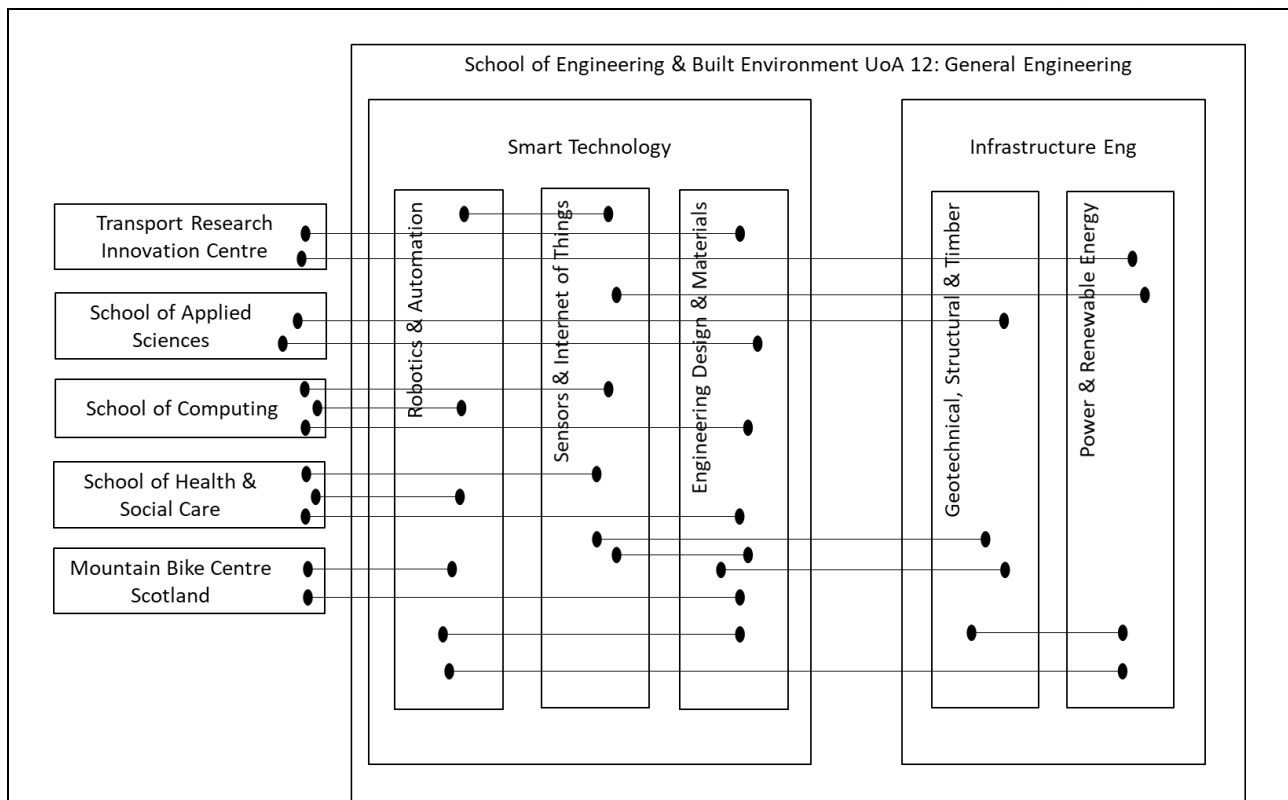 School of Engineering & Built Environment UoA 12: General Engineering
Smart Technology
Infrastructure Eng
Transport Research
Innovation Centre
School of Applied
Sciences
School of Computing
School of Health &
Social Care
Mountain Bike Centre
Scotland
Robotics & Automation
Sensors & Internet of Things
Engineering Design & Materials
Geotechnical, Structural & Timber
Power & Renewable Energy